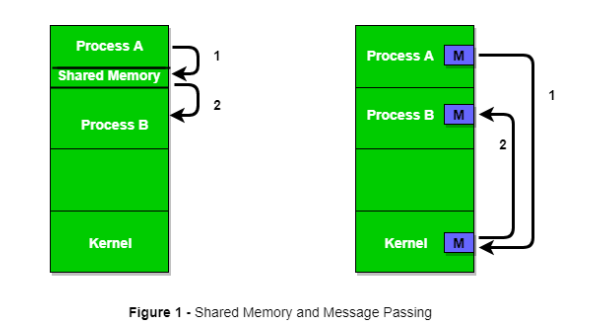 Process A
Shared Memory
Process B
Kernel
1
2
Process A M
Process B M
Kernel M
1
2
Figure 1 - Shared Memory and Message Passing